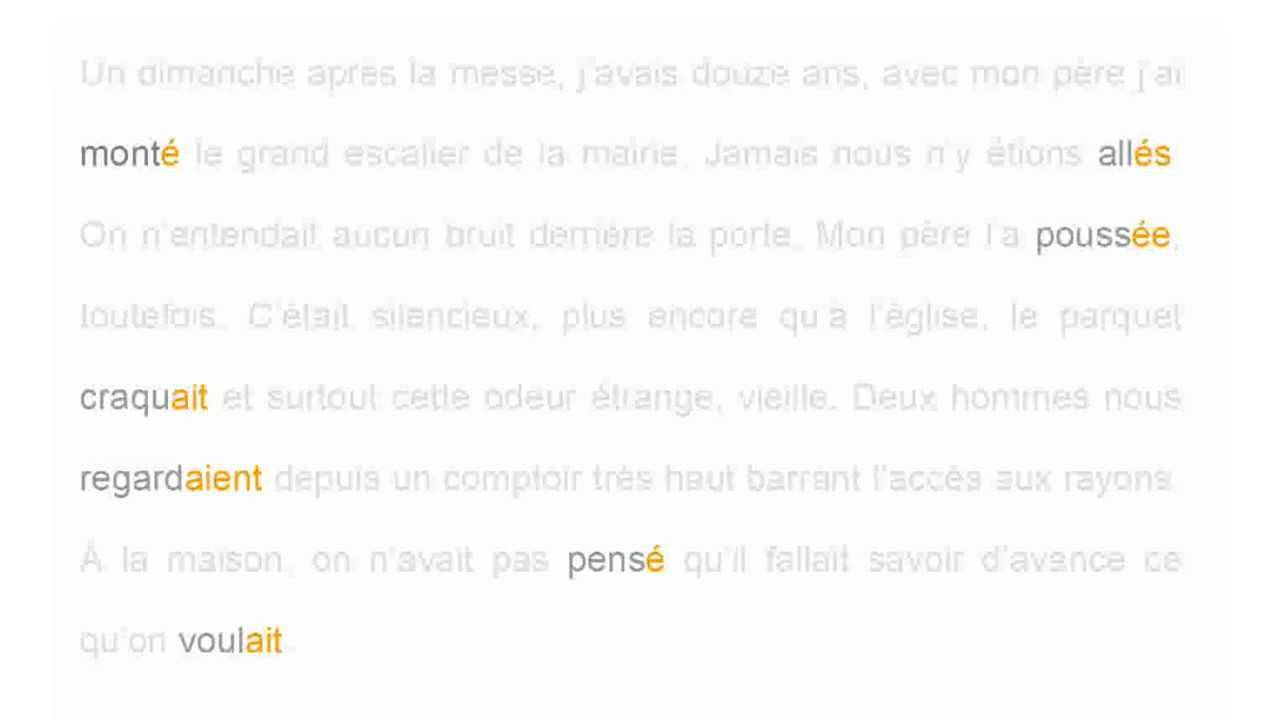 Un dimanche après la messe, j'avais douze ans, avec mon père j'ai
monté le grand escalier de la mairie. Jamais nous n'y étions allés.
On n'entendait aucun bruit derrière la porte. Mon père l'a poussée,
toutefois. C'était silencieux, plus encore qu'à l'église, le parquet
craquait et surtout cette odeur étrange, vieille. Deux hommes nous
regardaient depuis un comptoir très haut barrant l'accès aux rayons.
À la maison, on n'avait pas pensé qu'il fallait savoir d'avance ce
qu'on voulait.